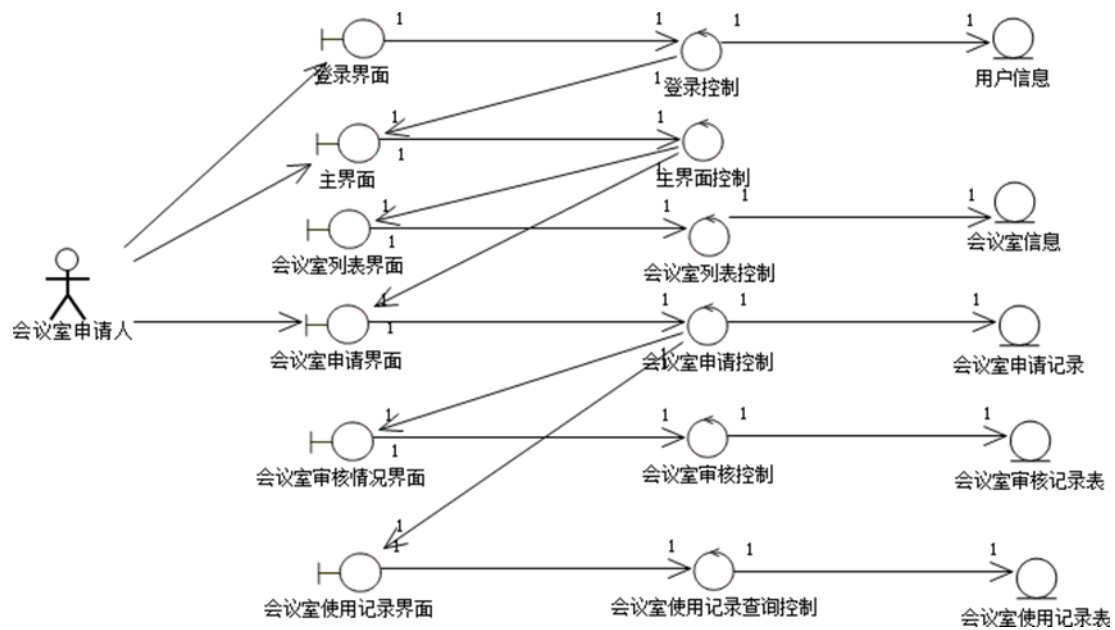 1 1 1
登录界面 登录控制 用户信息
1
1 1
1
主界面 主界面控制
1
1 1 1
1
会议室列表界面 会议室列表控制 会议室信息
会议室申请人
1 1 1 1
1
会议室申请界面 会议室申请控制 会议室申请记录
1
1 1 1 1
1
会议室审核情况界面 会议室审核控制 会议室审核记录表
1
1 1 1 1
会议室使用记录界面 会议室使用记录查询控制 会议室使用记录表